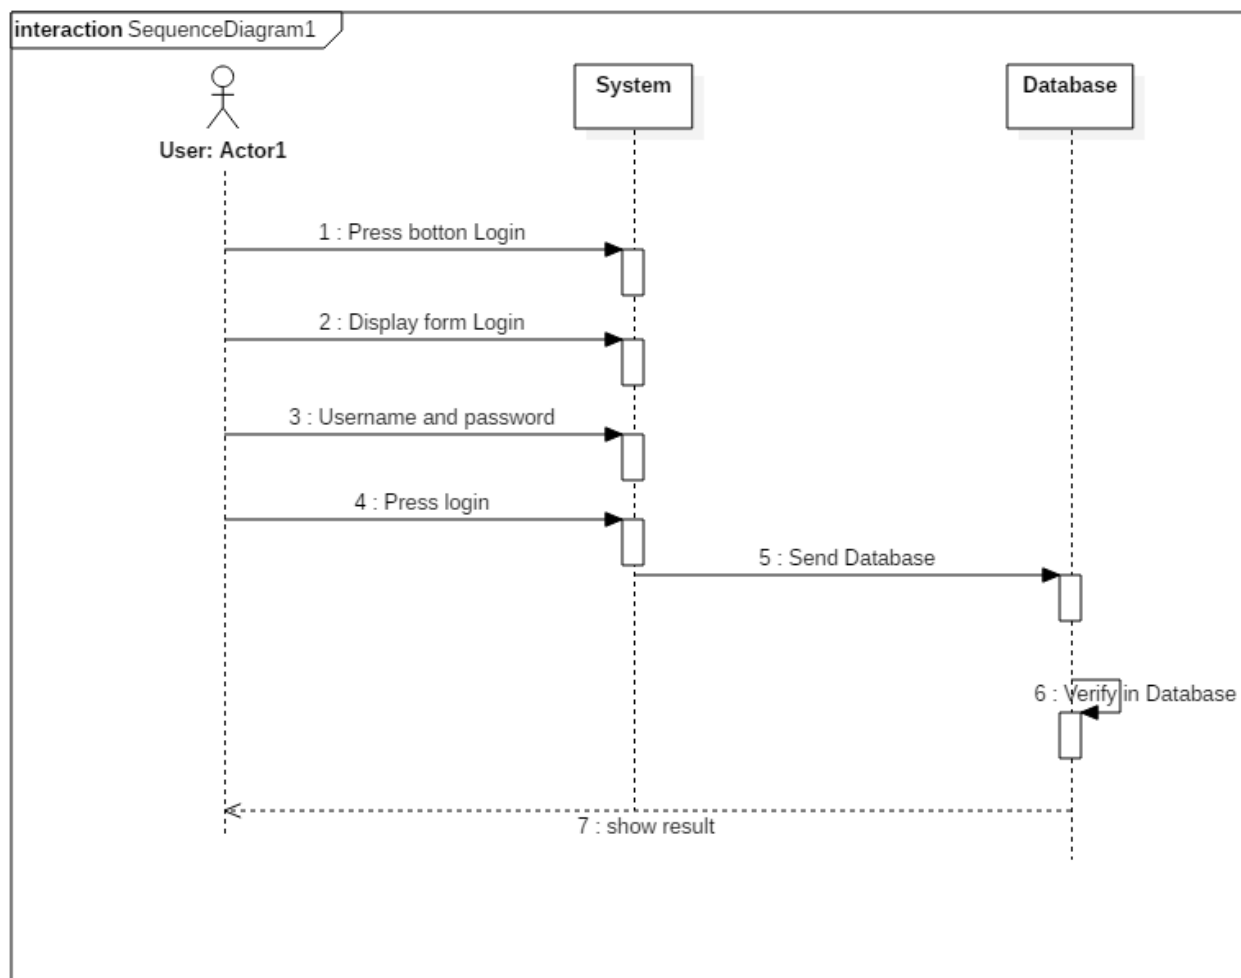 interaction SequenceDiagram1
System
Database
User: Actor1
1 : Press botton Login
2 : Display form Login
3 : Username and password
4 : Press login
5 : Send Database
6 : Verify in Database
7 : show result